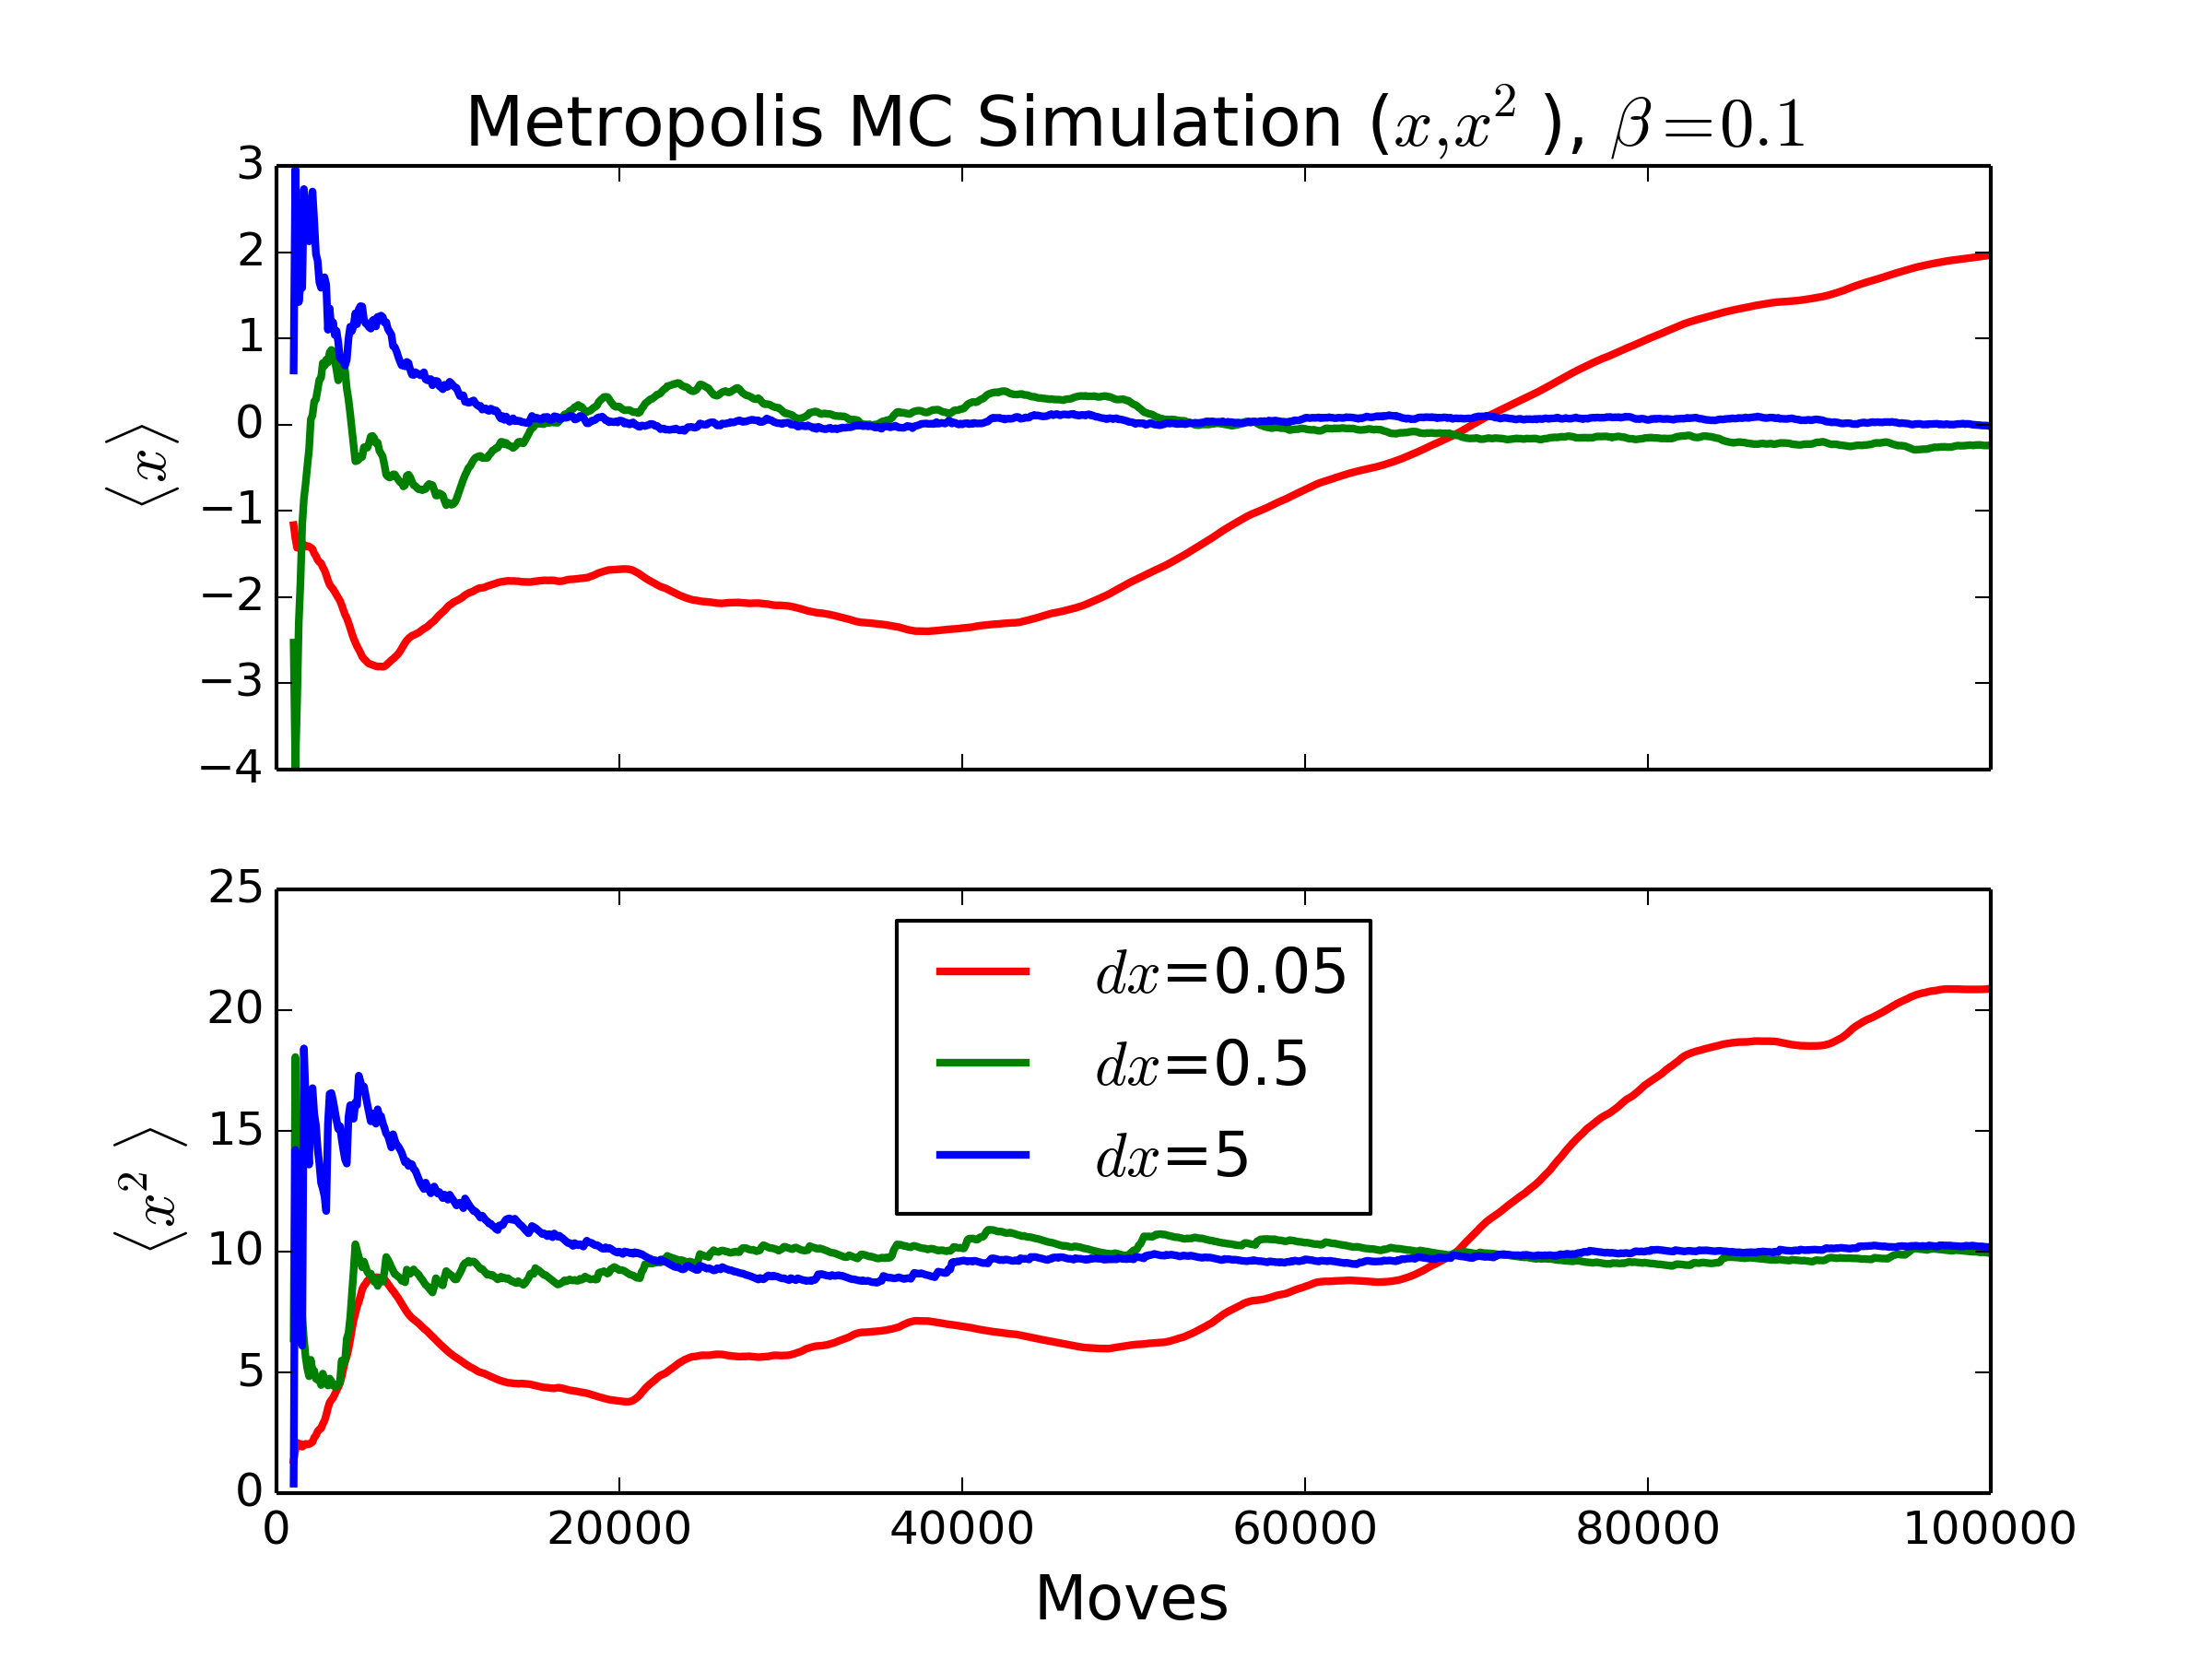 Metropolis MC Simulation (x,x²), β=0.1
3
2
1
0
−1
−2
−3
−4
⟨x⟩
25
20
15
10
5
0
⟨x²⟩
dx=0.05
dx=0.5
dx=5
0 20000 40000 60000 80000 100000
Moves